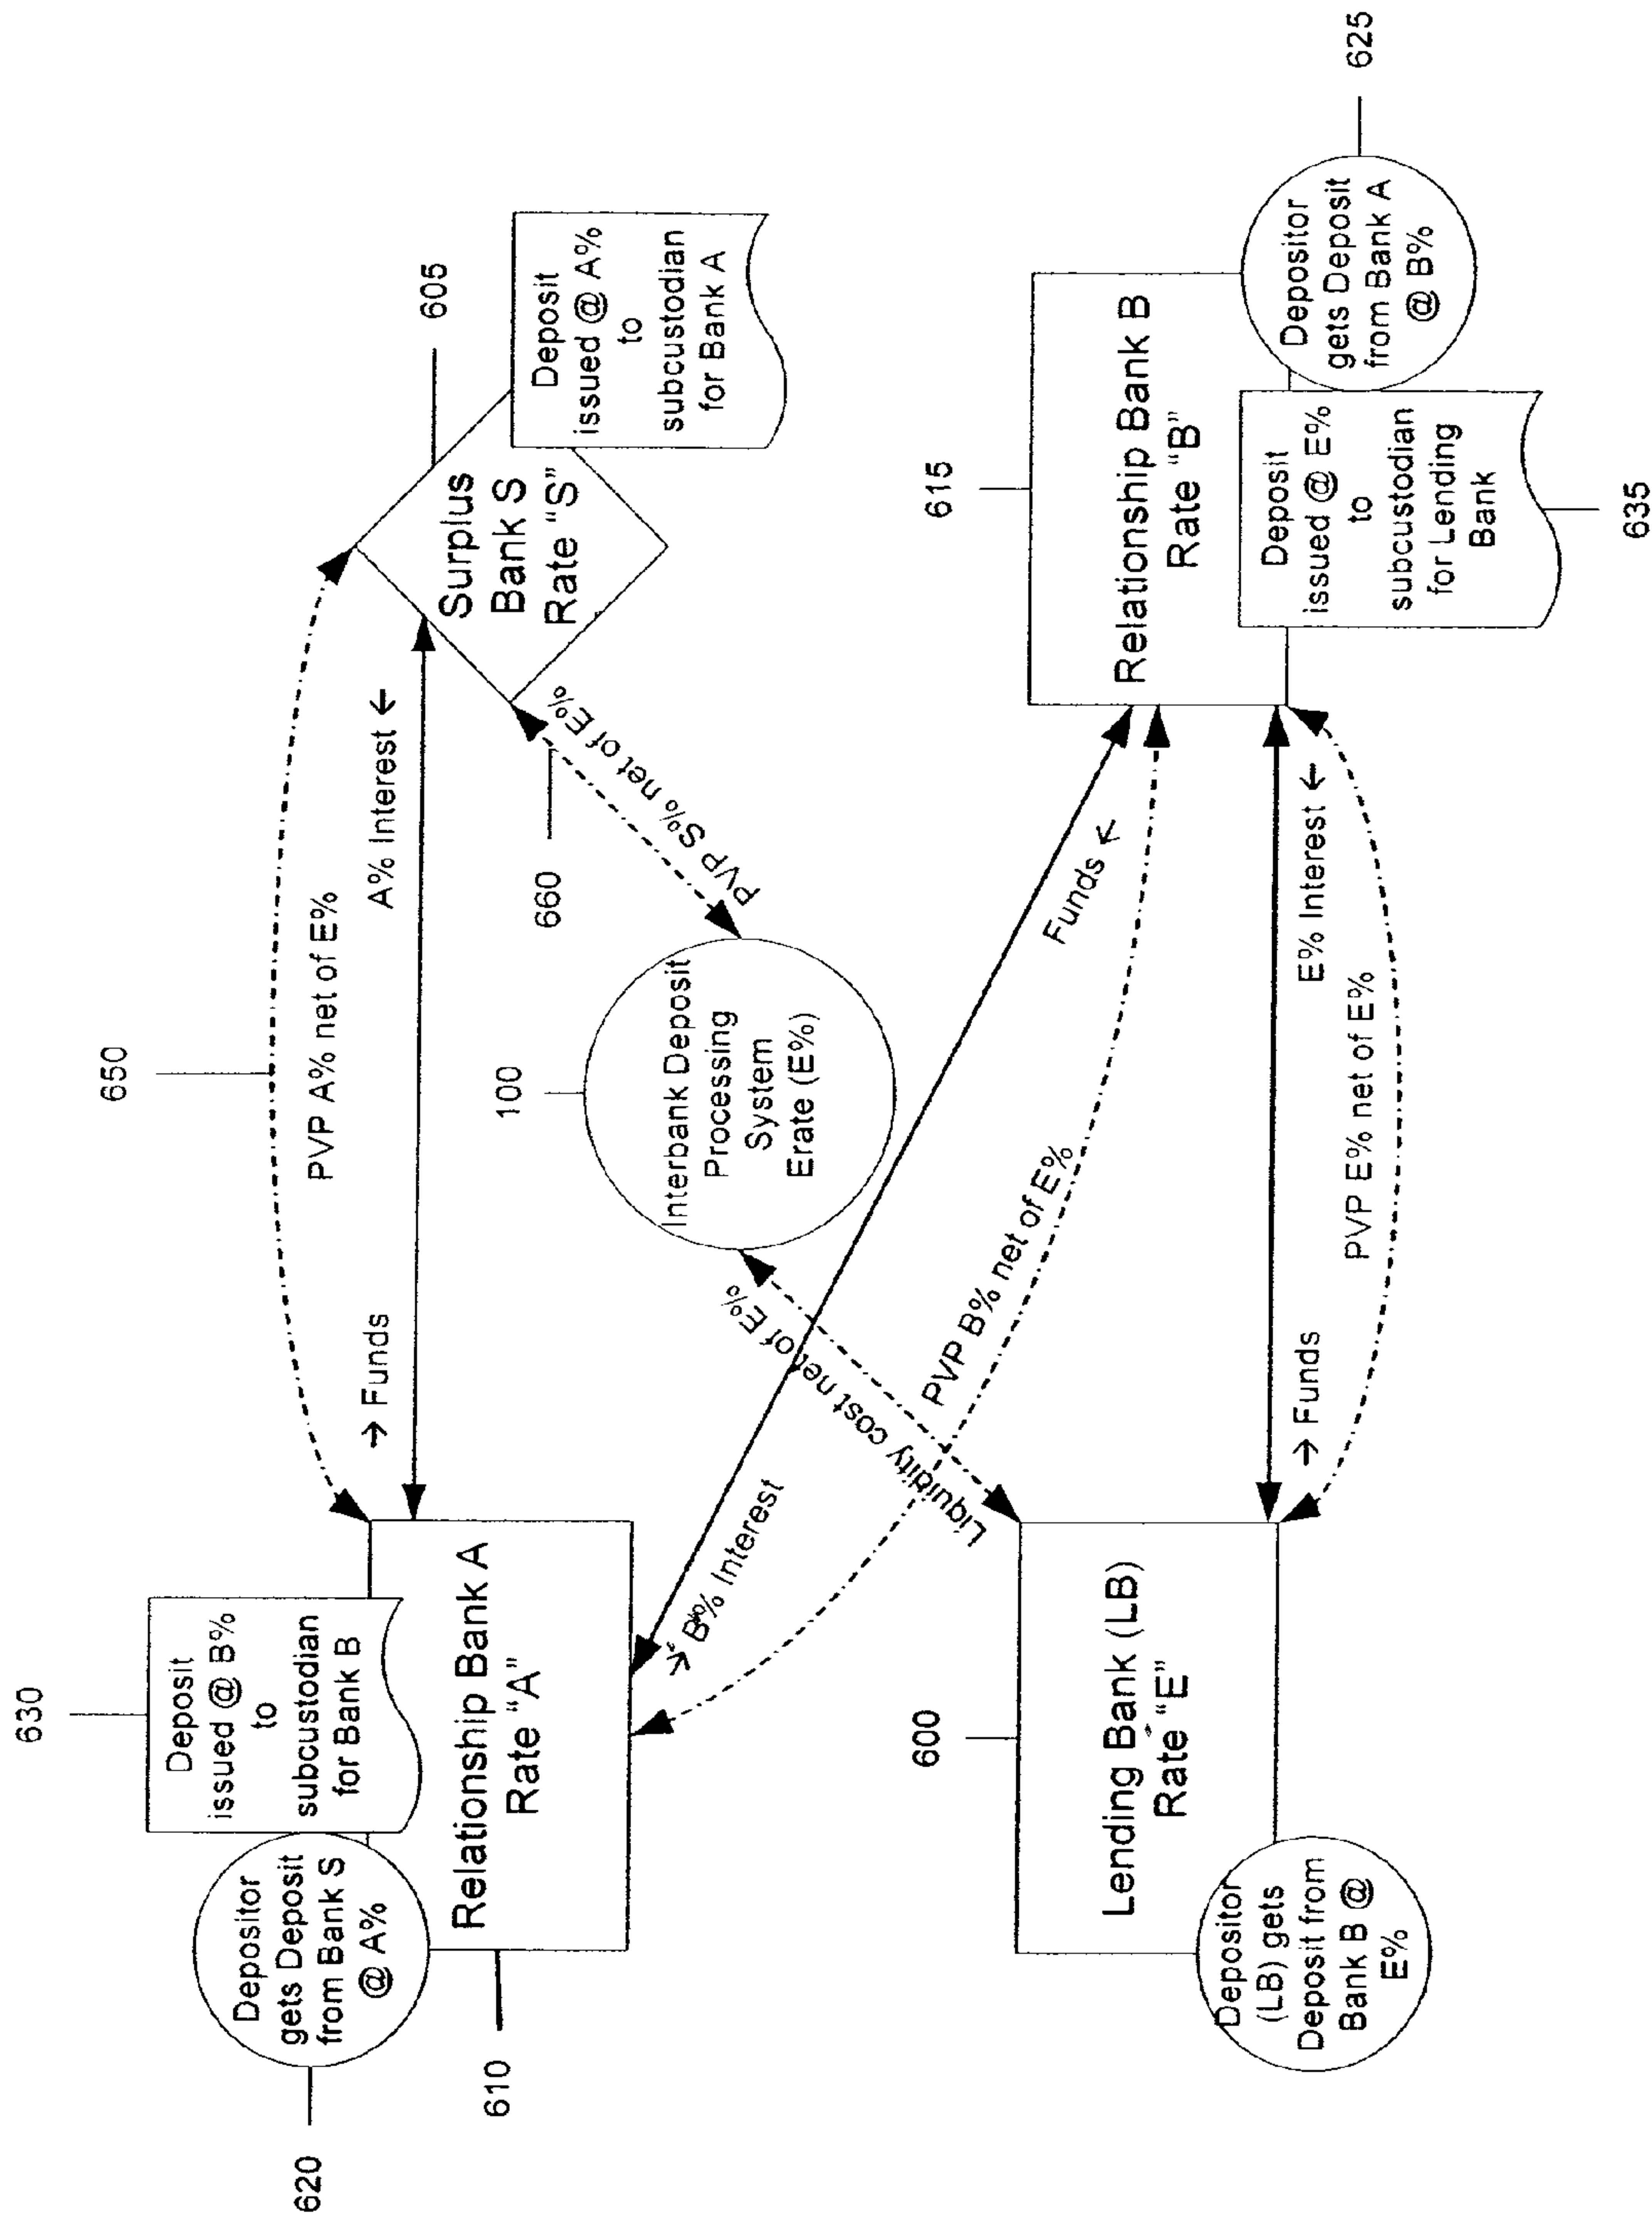 620
Depositor
gets Deposit
from Bank S
@ A%
630
Deposit
issued @ B%
to
subcustodian
for Bank B
610
Relationship Bank A
Rate "A"
650
PVP A% net of E%
→ Funds
A% Interest ←
605
Surplus
Bank S
Rate "S"
Deposit
issued @ A%
to
subcustodian
for Bank A
660
PVP S% net of E%
100
Interbank Deposit
Processing
System
Erate (E%)
Liquidity cost net of E%
→ B% Interest
Funds ←
PVP B% net of E%
600
Lending Bank (LB)
Rate "E"
Depositor
(LB) gets
Deposit from
Bank B @
E%
→ Funds
E% Interest ←
PVP E% net of E%
615
Relationship Bank B
Rate "B"
Deposit
issued @ E%
to
subcustodian
for Lending
Bank
635
Depositor
gets Deposit
from Bank A
@ B%
625